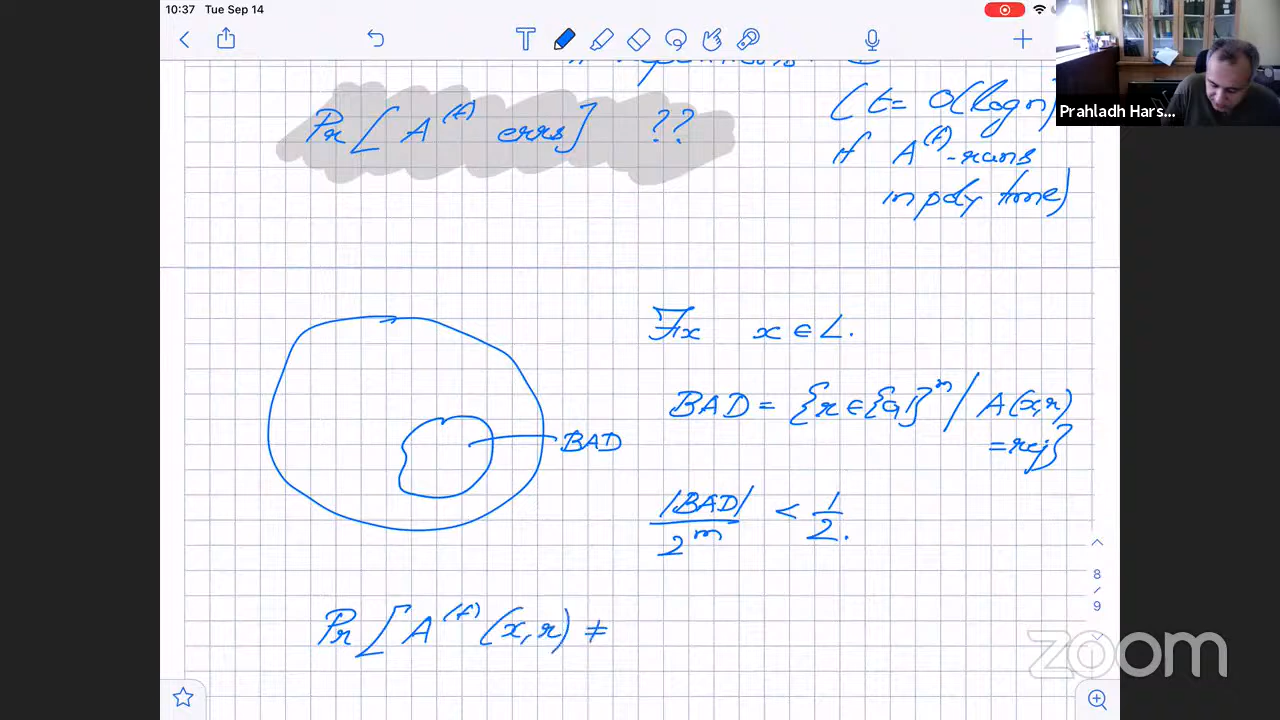 10:37 Tue Sep 14
T
Prahladh Hars...
(t= O(log n)
Pr[ A^(t) errs] ??
if A^(t)-runs
in poly time)
Fix x ∈ L.
BAD = {r∈{0,1}^m / A(x,r)
=rej}
BAD
|BAD|
2^m
< 1/2.
8
/
9
Pr[A^(t)(x,r) ≠
zoom